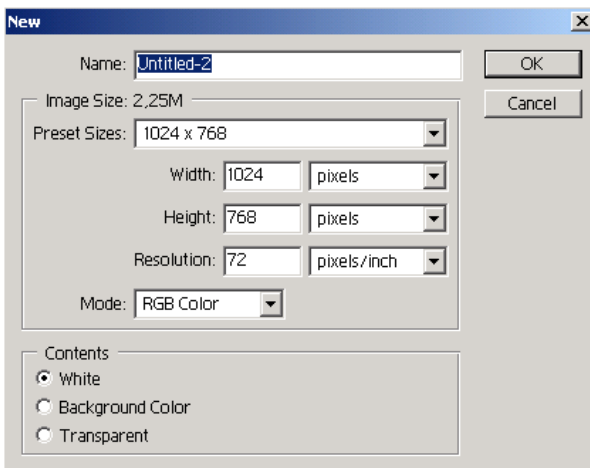 New
Name: Untitled-2
OK
Image Size: 2,25M
Cancel
Preset Sizes: 1024 x 768
Width: 1024 pixels
Height: 768 pixels
Resolution: 72 pixels/inch
Mode: RGB Color
Contents
White
Background Color
Transparent